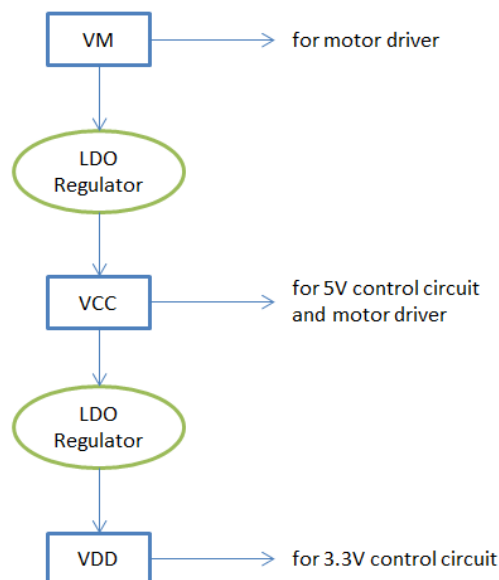 VM
for motor driver
LDO
Regulator
VCC
for 5V control circuit
and motor driver
LDO
Regulator
VDD
for 3.3V control circuit